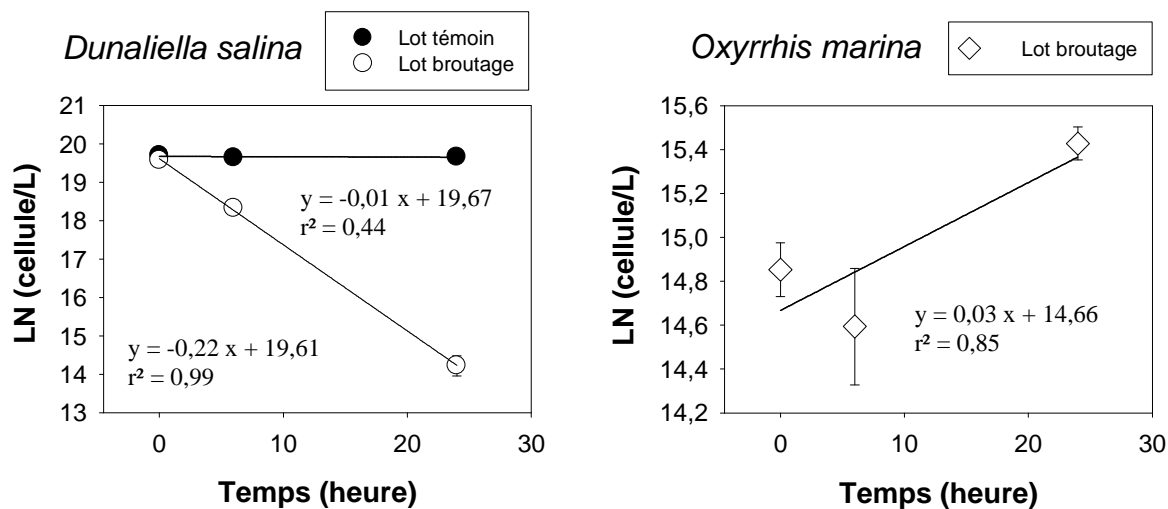 Dunaliella salina
Lot témoin
Lot broutage
LN (cellule/L)
21
20
19
18
17
16
15
14
13
y = -0,01 x + 19,67
r² = 0,44
y = -0,22 x + 19,61
r² = 0,99
0
10
20
30
Temps (heure)
Oxyrrhis marina
Lot broutage
LN (cellule/L)
15,6
15,4
15,2
15,0
14,8
14,6
14,4
14,2
y = 0,03 x + 14,66
r² = 0,85
0
10
20
30
Temps (heure)